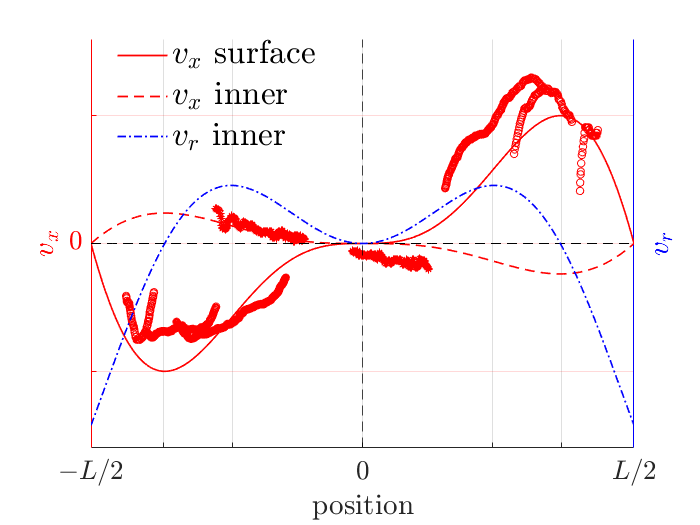 v_x surface
v_x inner
v_r inner
v_x
0
v_r
−L/2
0
L/2
position